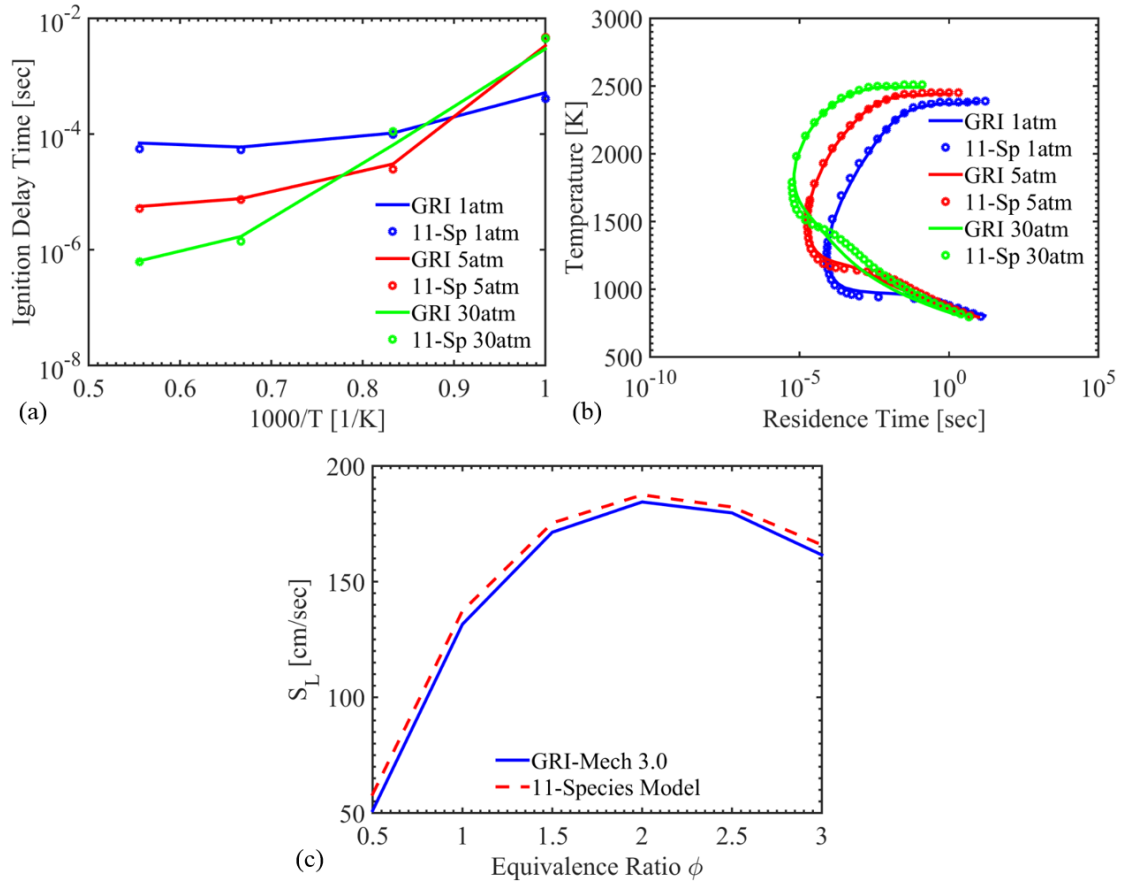 10^-2
10^-4
10^-6
10^-8
Ignition Delay Time [sec]
GRI 1atm
11-Sp 1atm
GRI 5atm
11-Sp 5atm
GRI 30atm
11-Sp 30atm
0.5 0.6 0.7 0.8 0.9 1
1000/T [1/K]
(a)
3000
2500
2000
1500
1000
500
Temperature [K]
GRI 1atm
11-Sp 1atm
GRI 5atm
11-Sp 5atm
GRI 30atm
11-Sp 30atm
10^-10 10^-5 10^0 10^5
Residence Time [sec]
(b)
200
150
100
50
S_L [cm/sec]
GRI-Mech 3.0
11-Species Model
0.5 1 1.5 2 2.5 3
Equivalence Ratio ϕ
(c)